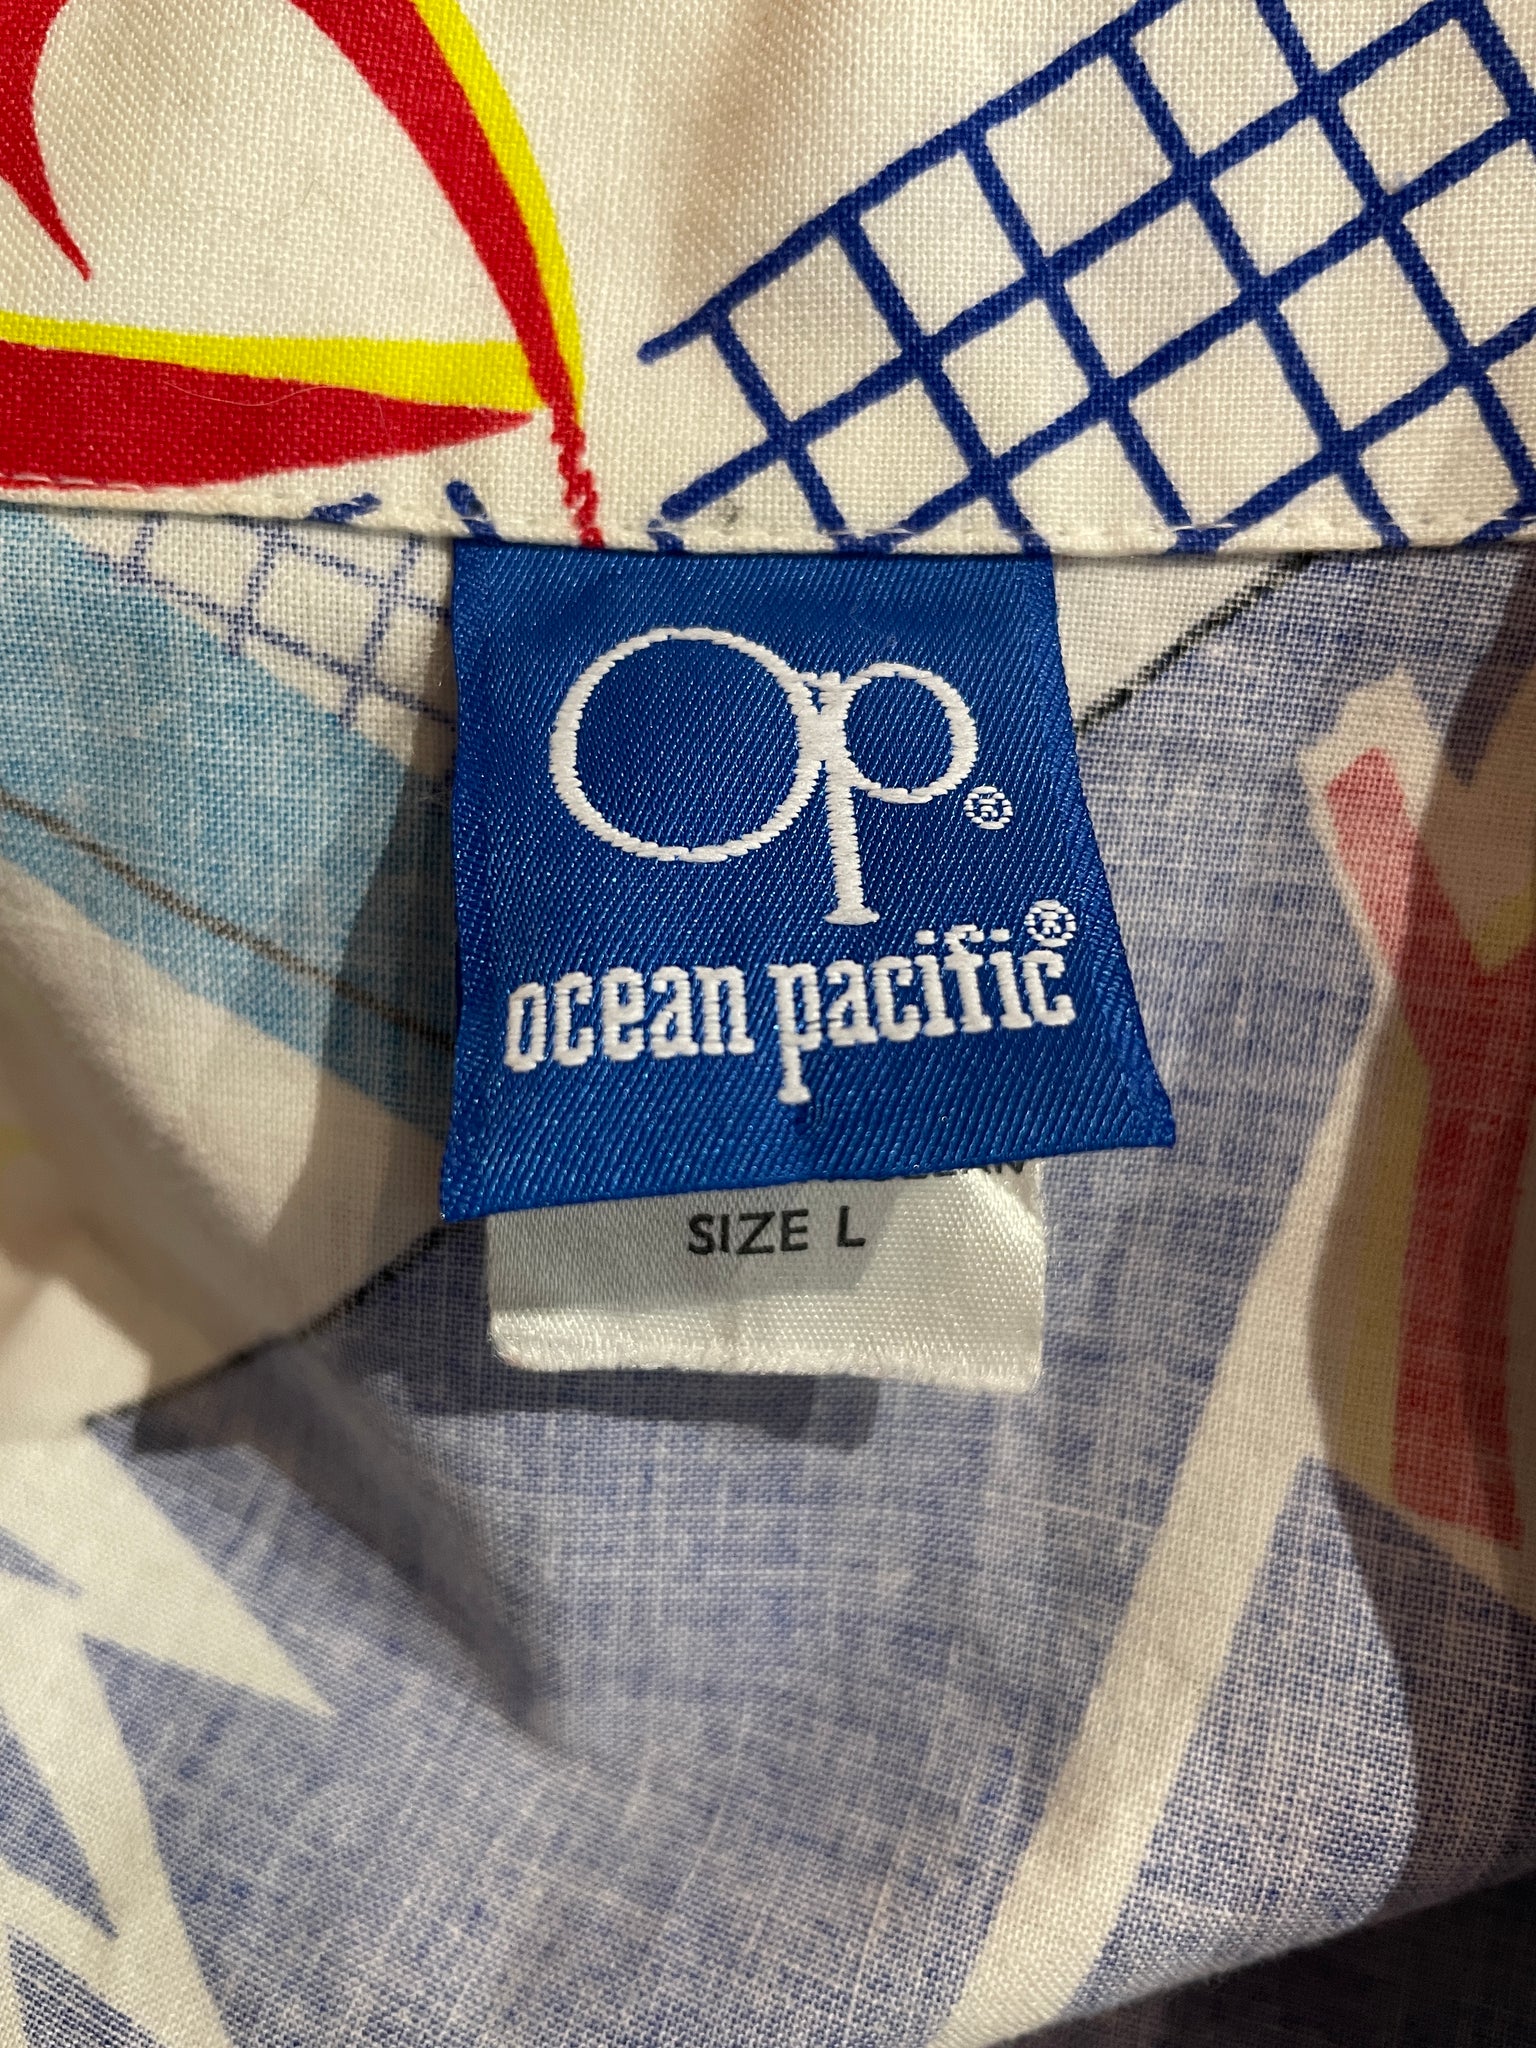 Op®
ocean pacific®
SIZE L